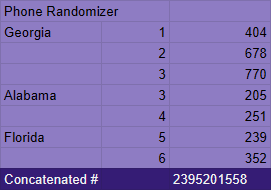 Phone Randomizer
Georgia 1 404
2 678
3 770
Alabama 3 205
4 251
Florida 5 239
6 352
Concatenated # 2395201558